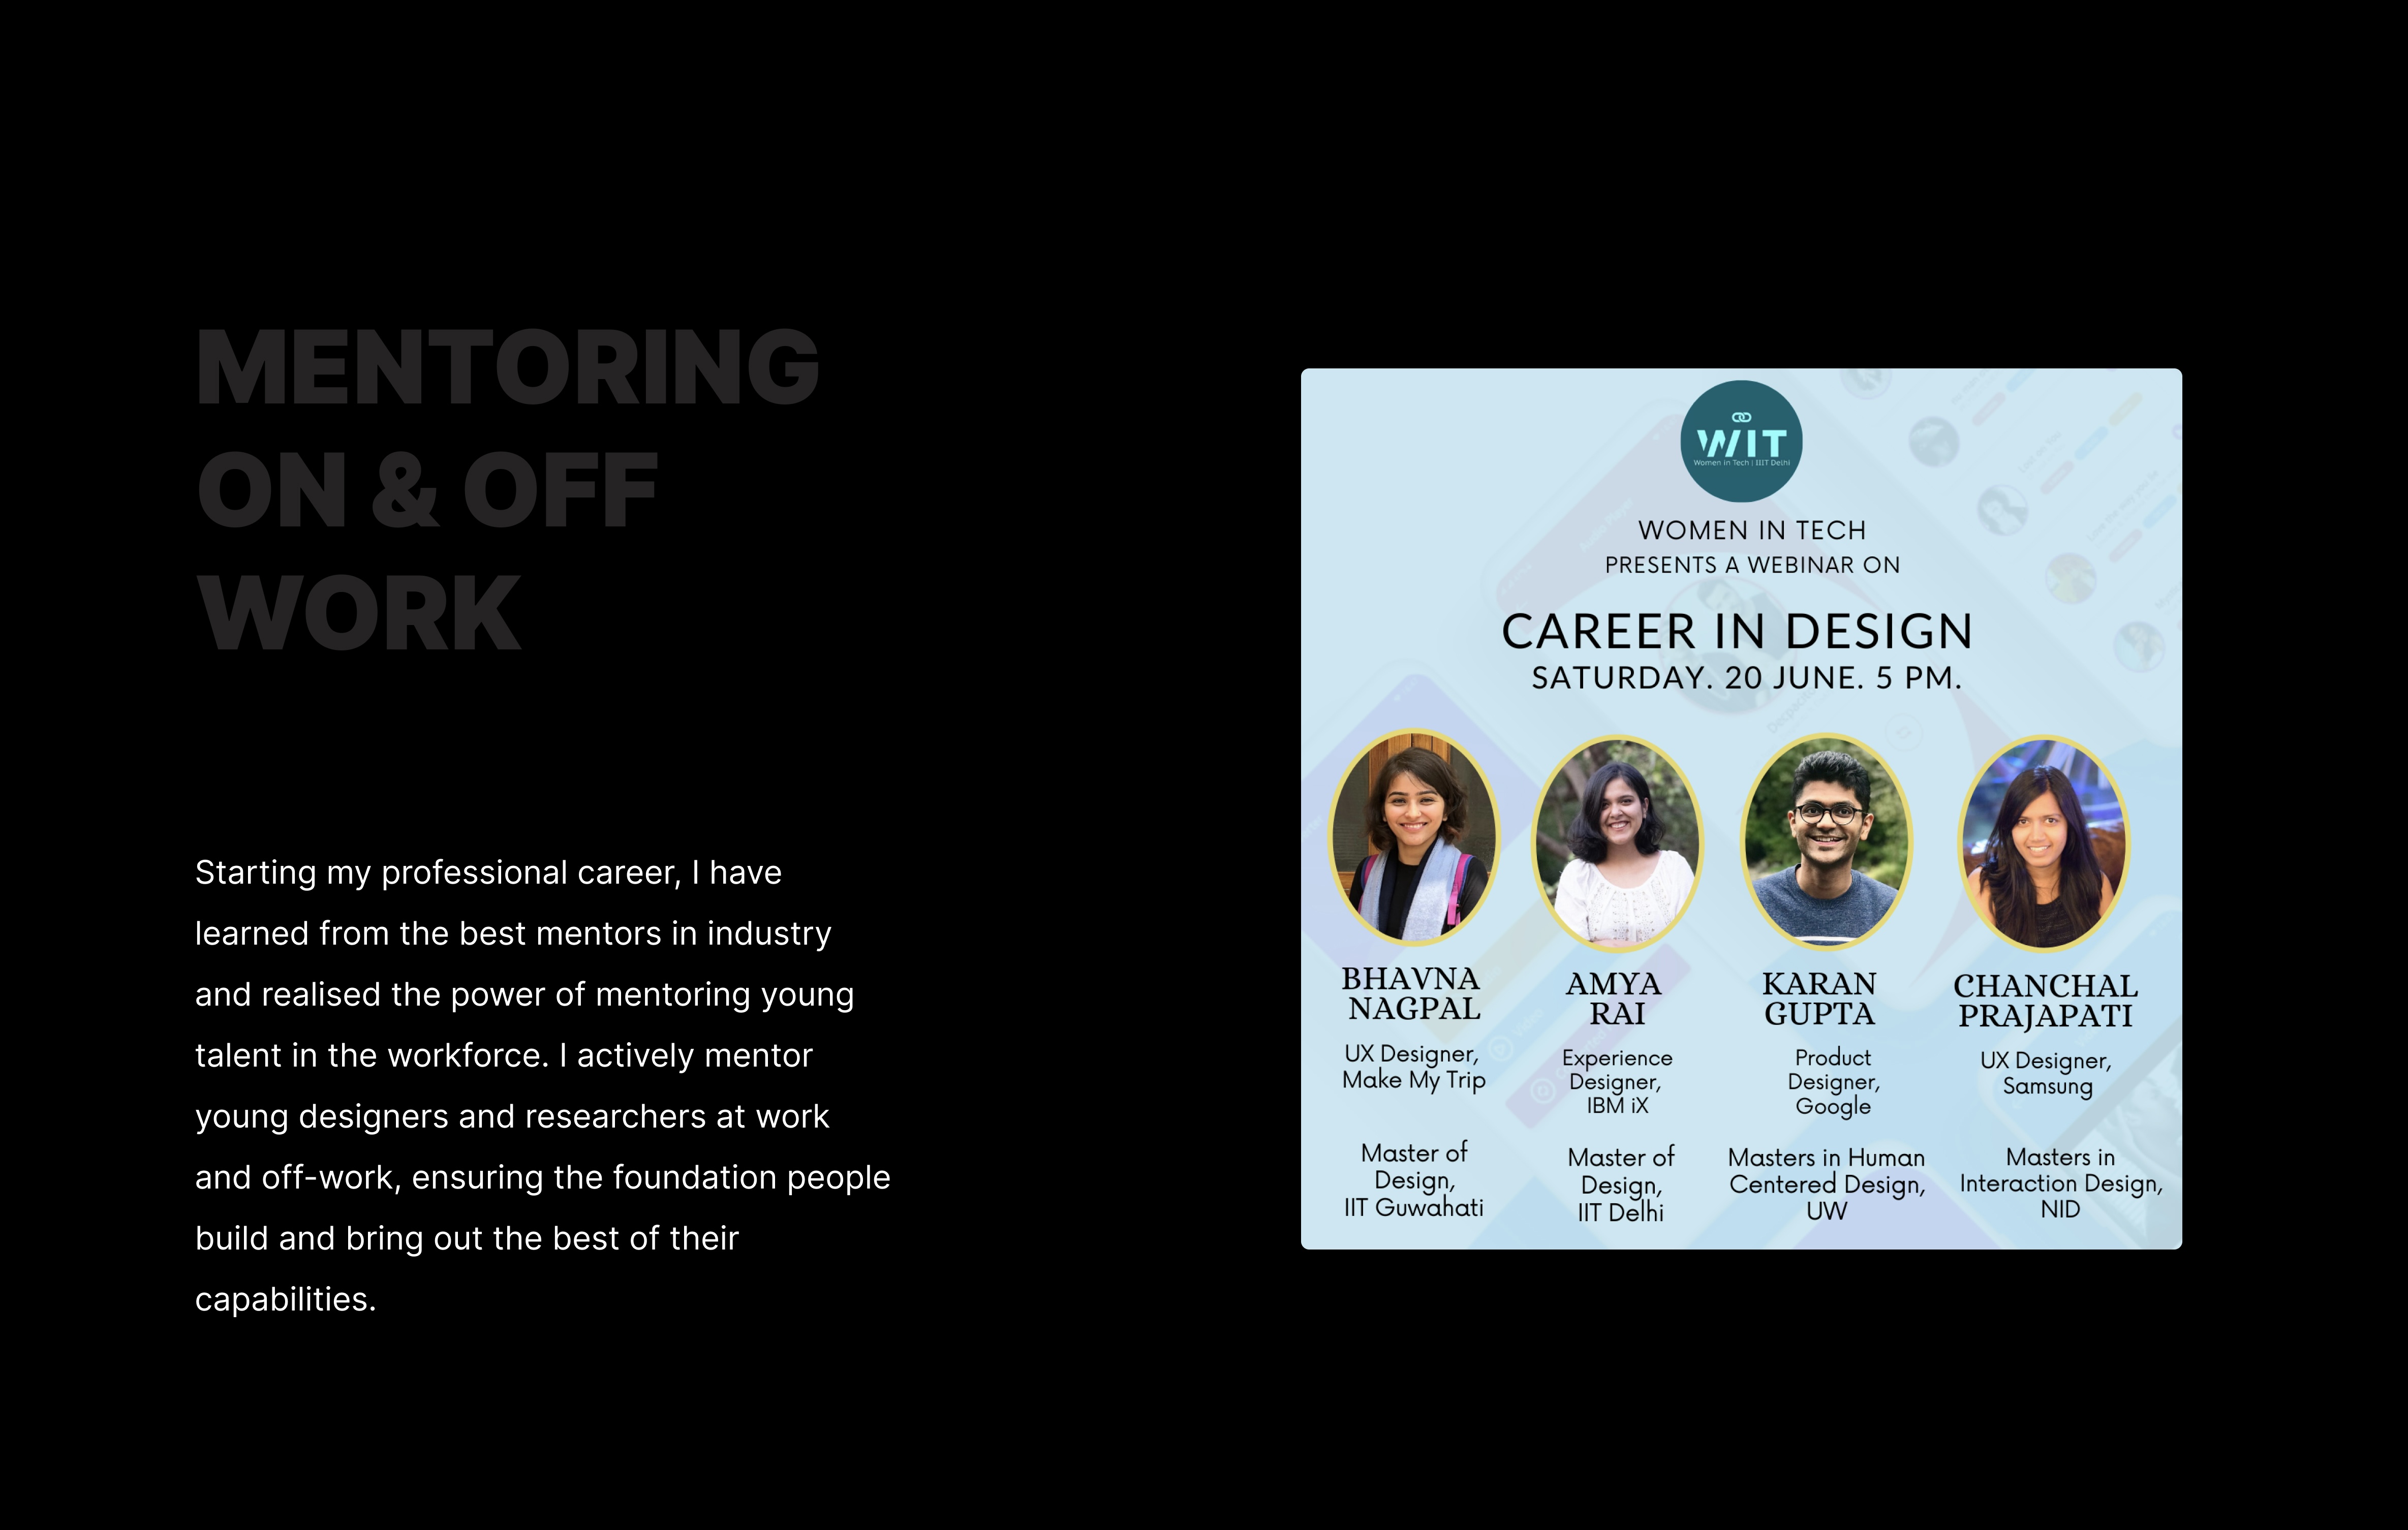 MENTORING
ON & OFF
WORK
Starting my professional career, I have
learned from the best mentors in industry
and realised the power of mentoring young
talent in the workforce. I actively mentor
young designers and researchers at work
and off-work, ensuring the foundation people
build and bring out the best of their
capabilities.
WIT
Women in Tech | IIIT Delhi
WOMEN IN TECH
PRESENTS A WEBINAR ON
CAREER IN DESIGN
SATURDAY. 20 JUNE. 5 PM.
BHAVNA
NAGPAL
UX Designer,
Make My Trip
Master of
Design,
IIT Guwahati
AMYA
RAI
Experience
Designer,
IBM iX
Master of
Design,
IIT Delhi
KARAN
GUPTA
Product
Designer,
Google
Masters in Human
Centered Design,
UW
CHANCHAL
PRAJAPATI
UX Designer,
Samsung
Masters in
Interaction Design,
NID